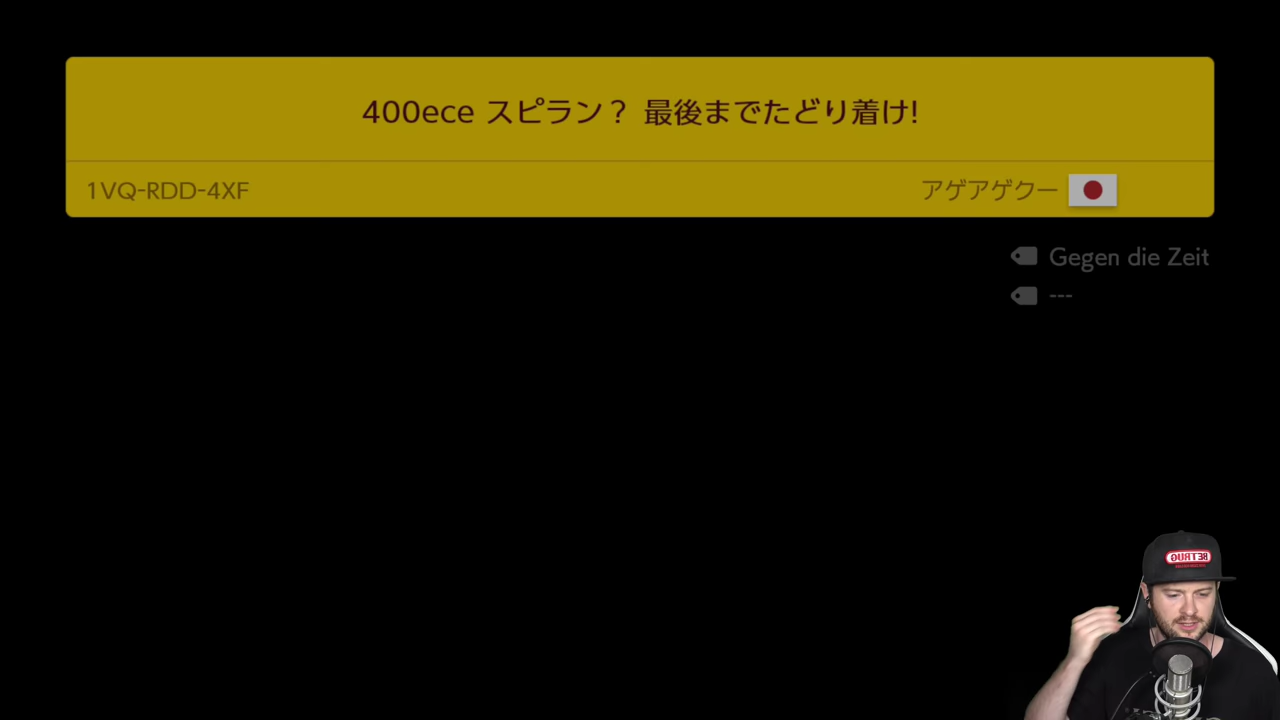 400ece スピラン？ 最後までたどり着け!
1VQ-RDD-4XF
アゲアゲクー
Gegen die Zeit
---
BETRUG